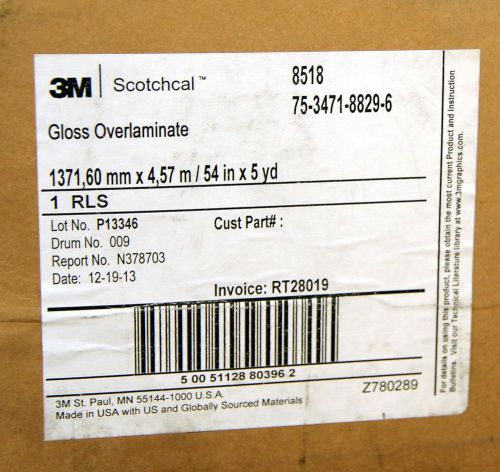 3M Scotchcal™
8518
75-3471-8829-6
Gloss Overlaminate
1371,60 mm x 4,57 m / 54 in x 5 yd
1 RLS
Lot No. P13346
Cust Part# :
Drum No. 009
Report No. N378703
Date: 12-19-13
Invoice: RT28019
5 00 51128 80396 2
3M St. Paul, MN 55144-1000 U.S.A.
Made in USA with US and Globally Sourced Materials
Z780289
For details on using this product, please obtain the most current Product and Instruction
Bulletins. Visit our Technical Literature library at www.3mgraphics.com.